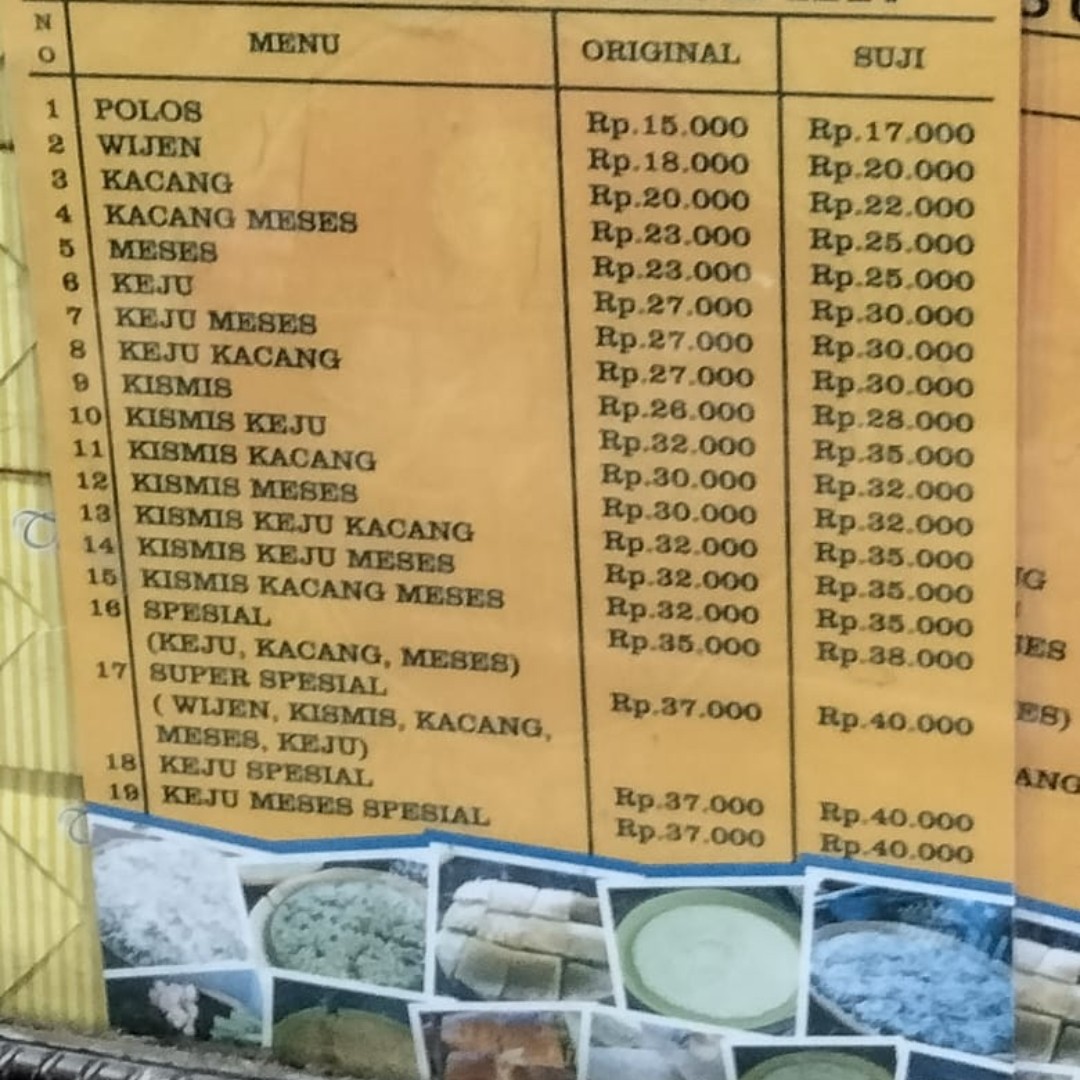 NO MENU ORIGINAL SUJI
1 POLOS Rp.15.000 Rp.17.000
2 WIJEN Rp.18.000 Rp.20.000
3 KACANG Rp.20.000 Rp.22.000
4 KACANG MESES Rp.23.000 Rp.25.000
5 MESES Rp.23.000 Rp.25.000
6 KEJU Rp.27.000 Rp.30.000
7 KEJU MESES Rp.27.000 Rp.30.000
8 KEJU KACANG Rp.27.000 Rp.30.000
9 KISMIS Rp.26.000 Rp.28.000
10 KISMIS KEJU Rp.32.000 Rp.35.000
11 KISMIS KACANG Rp.30.000 Rp.32.000
12 KISMIS MESES Rp.30.000 Rp.32.000
13 KISMIS KEJU KACANG Rp.32.000 Rp.35.000
14 KISMIS KEJU MESES Rp.32.000 Rp.35.000
15 KISMIS KACANG MESES Rp.32.000 Rp.35.000
16 SPESIAL Rp.35.000 Rp.38.000
(KEJU, KACANG, MESES)
17 SUPER SPESIAL Rp.37.000 Rp.40.000
( WIJEN, KISMIS, KACANG,
MESES, KEJU)
18 KEJU SPESIAL Rp.37.000 Rp.40.000
19 KEJU MESES SPESIAL Rp.37.000 Rp.40.000